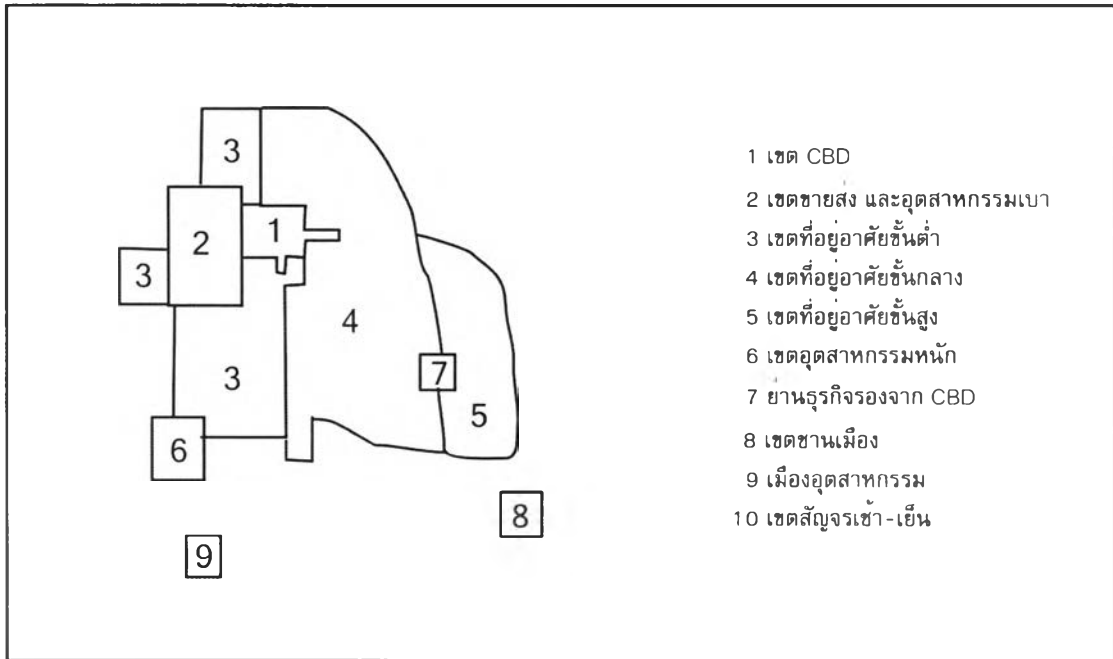 3
1
2
3
4
3
7
5
6
8
9
1 เขต CBD
2 เขตขายส่ง และอุตสาหกรรมเบา
3 เขตที่อยู่อาศัยชั้นต่ำ
4 เขตที่อยู่อาศัยชั้นกลาง
5 เขตที่อยู่อาศัยชั้นสูง
6 เขตอุตสาหกรรมหนัก
7 ย่านธุรกิจรองจาก CBD
8 เขตชานเมือง
9 เมืองอุตสาหกรรม
10 เขตสัญจรเช้า-เย็น